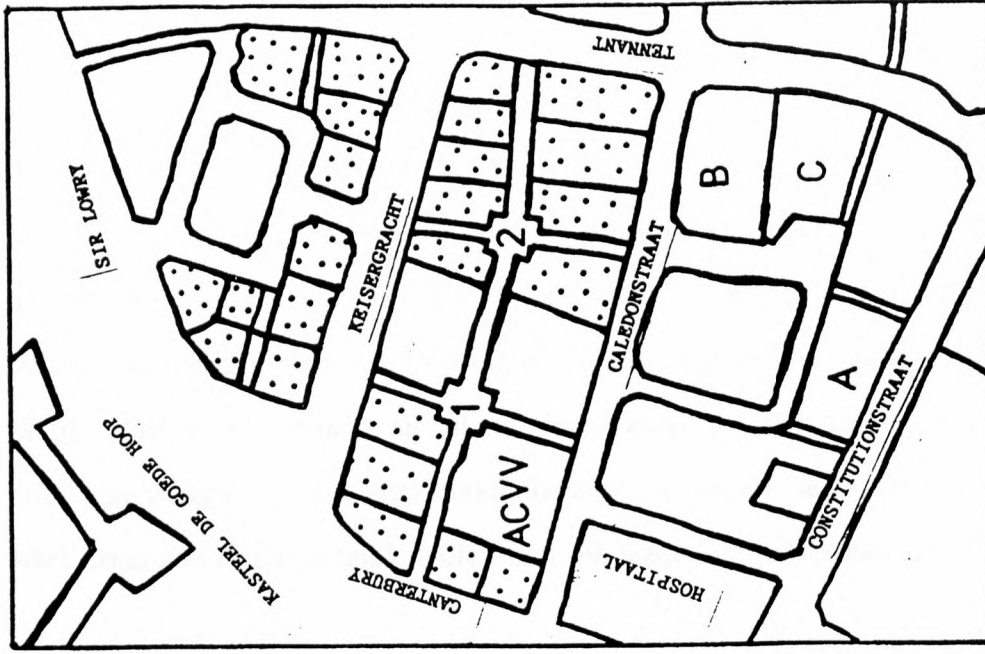 TENNANT
SIR LOWRY
KEISERGRACHT
KASTEEL DE GOEDE HOOP
CANTERBURY
CALEDONSTRAAT
CONSTITUTIONSTRAAT
HOSPITAAL
ACVV
1
2
A
B
C